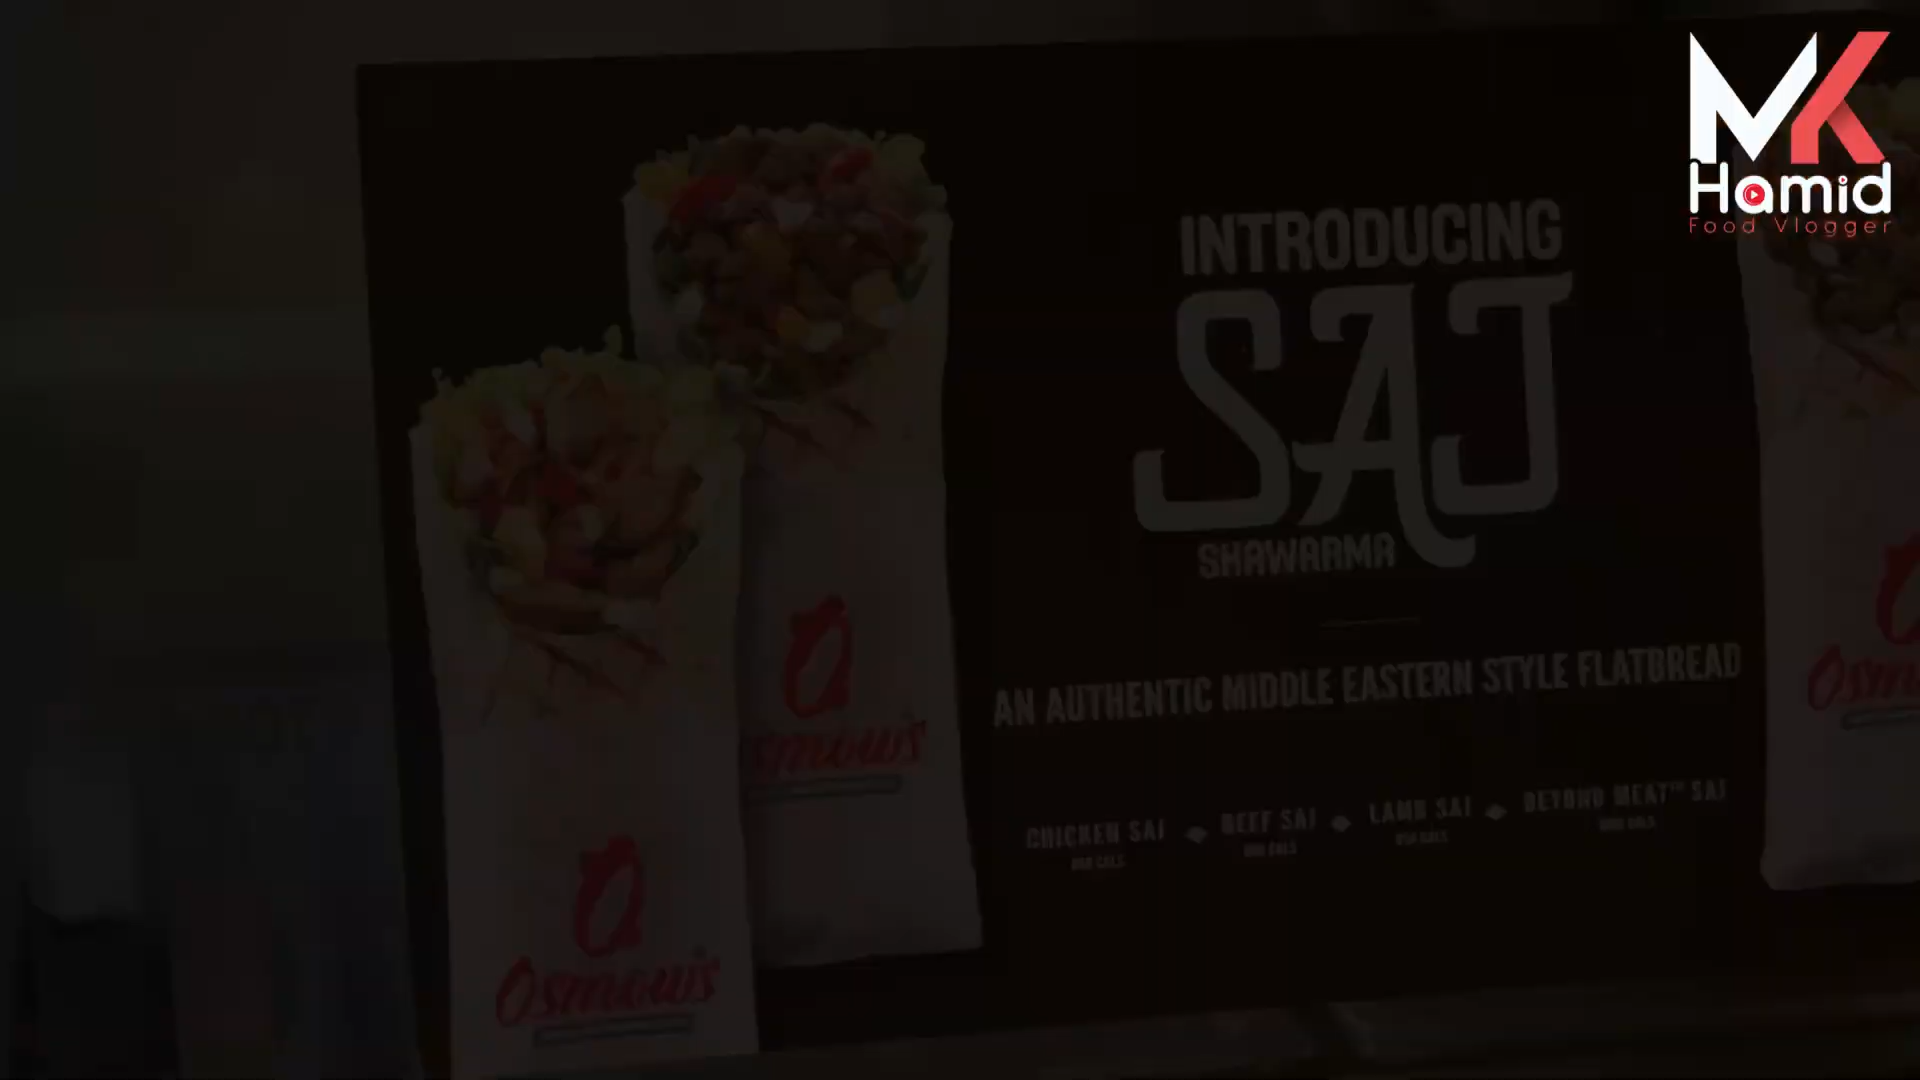 MK
Hamid
Food Vlogger
INTRODUCING
SAJ
SHAWARMA
AN AUTHENTIC MIDDLE EASTERN STYLE FLATBREAD
CHICKEN SAJ ◆ BEEF SAJ ◆ LAMB SAJ ◆ BEYOND MEAT™ SAJ
Osmow's
Osmow's